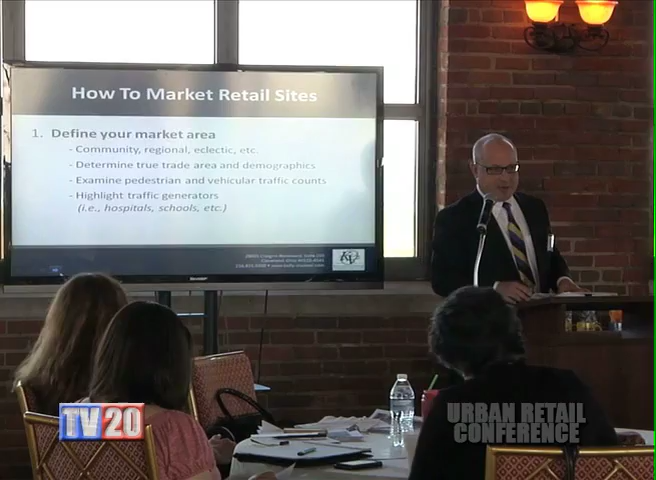 How To Market Retail Sites
1. Define your market area
- Community, regional, eclectic, etc.
- Determine true trade area and demographics
- Examine pedestrian and vehicular traffic counts
- Highlight traffic generators
(i.e., hospitals, schools, etc.)
SHARP
TV20
URBAN RETAIL
CONFERENCE